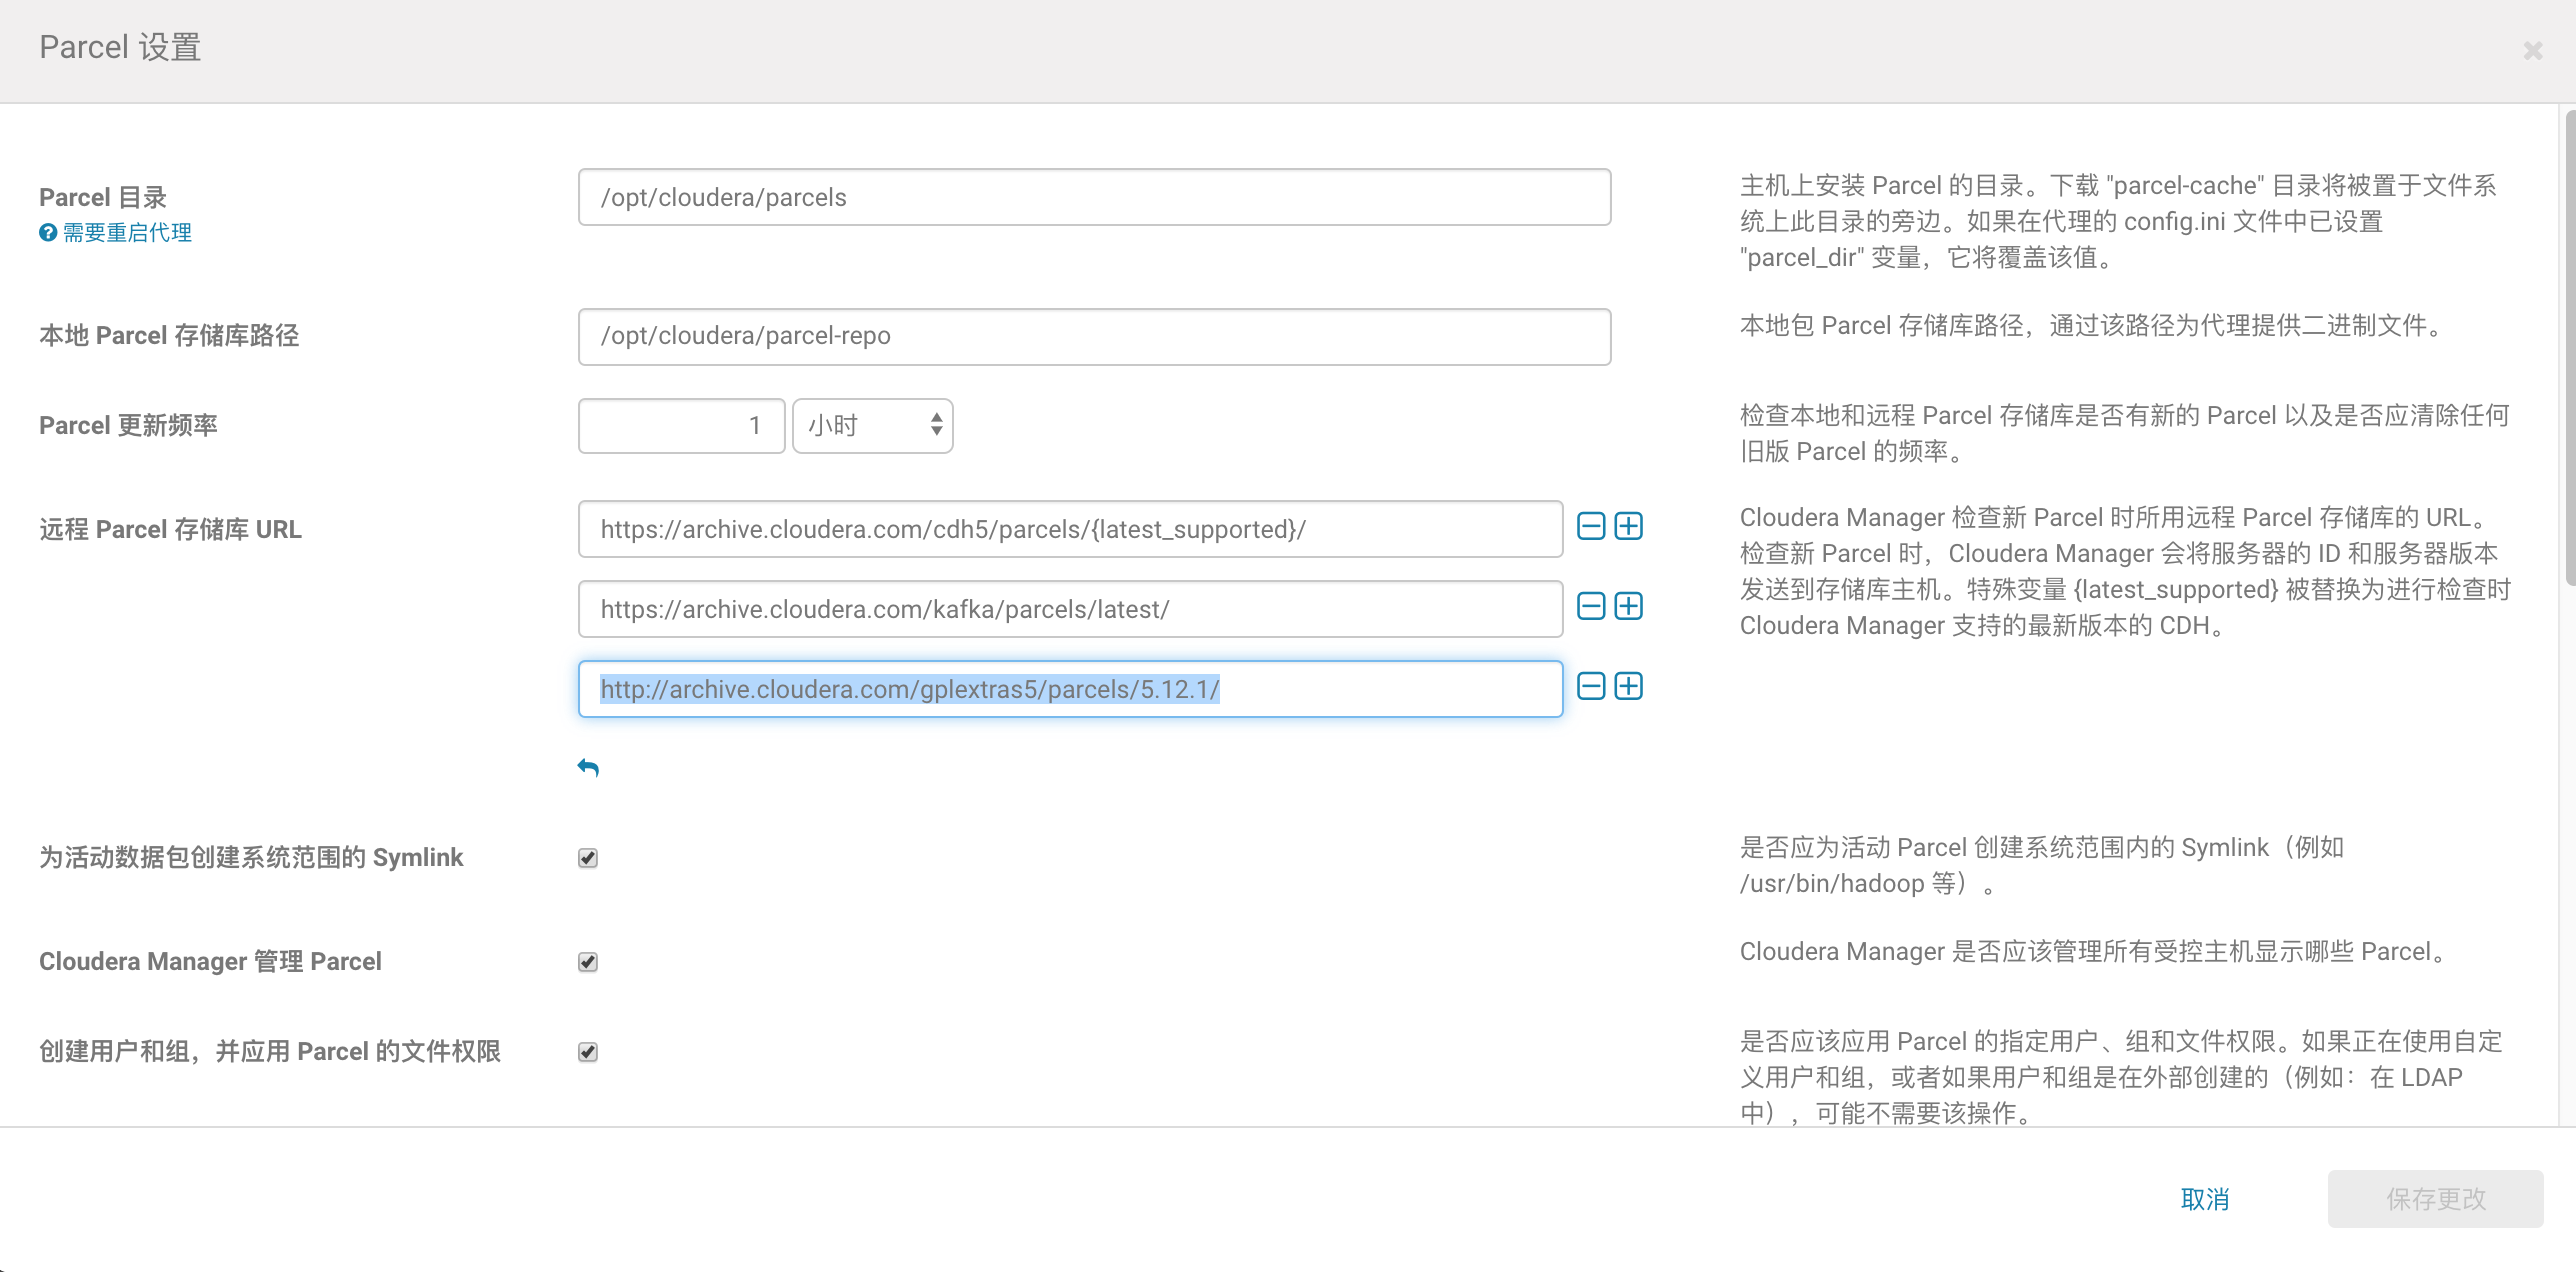 Parcel 设置
Parcel 目录
需要重启代理
/opt/cloudera/parcels
主机上安装 Parcel 的目录。下载 "parcel-cache" 目录将被置于文件系
统上此目录的旁边。如果在代理的 config.ini 文件中已设置
"parcel_dir" 变量，它将覆盖该值。
本地 Parcel 存储库路径
/opt/cloudera/parcel-repo
本地包 Parcel 存储库路径，通过该路径为代理提供二进制文件。
Parcel 更新频率
1
小时
检查本地和远程 Parcel 存储库是否有新的 Parcel 以及是否应清除任何
旧版 Parcel 的频率。
远程 Parcel 存储库 URL
https://archive.cloudera.com/cdh5/parcels/{latest_supported}/
https://archive.cloudera.com/kafka/parcels/latest/
http://archive.cloudera.com/gplextras5/parcels/5.12.1/
Cloudera Manager 检查新 Parcel 时所用远程 Parcel 存储库的 URL。
检查新 Parcel 时，Cloudera Manager 会将服务器的 ID 和服务器版本
发送到存储库主机。特殊变量 {latest_supported} 被替换为进行检查时
Cloudera Manager 支持的最新版本的 CDH。
为活动数据包创建系统范围的 Symlink
是否应为活动 Parcel 创建系统范围内的 Symlink（例如
/usr/bin/hadoop 等）。
Cloudera Manager 管理 Parcel
Cloudera Manager 是否应该管理所有受控主机显示哪些 Parcel。
创建用户和组，并应用 Parcel 的文件权限
是否应该应用 Parcel 的指定用户、组和文件权限。如果正在使用自定
义用户和组，或者如果用户和组是在外部创建的（例如：在 LDAP
中），可能不需要该操作。
取消
保存更改